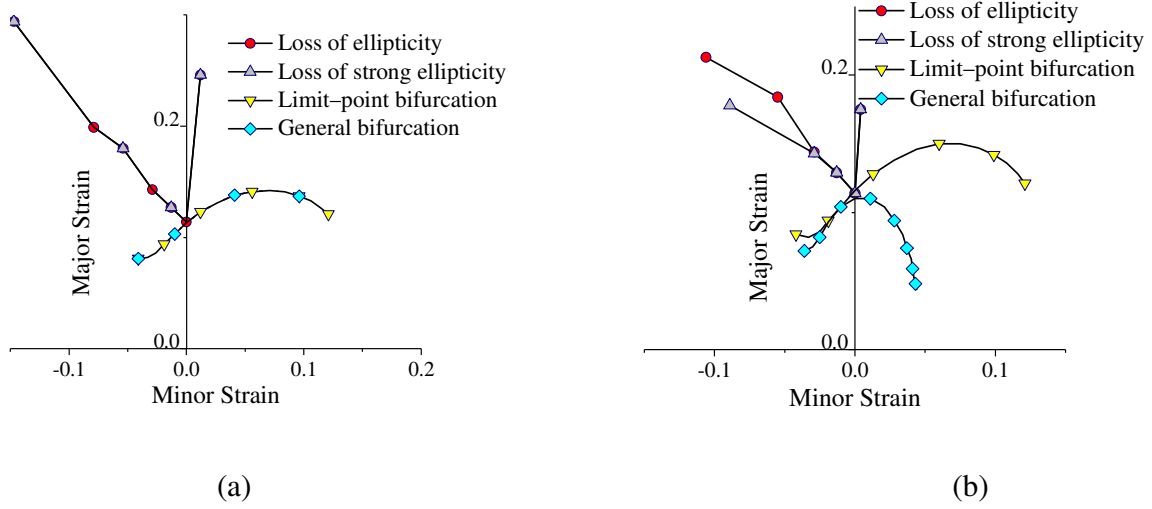 Loss of ellipticity
Loss of strong ellipticity
Limit–point bifurcation
General bifurcation
0.2
Major Strain
0.0
-0.1
0.0
0.1
0.2
Minor Strain
(a)
Loss of ellipticity
Loss of strong ellipticity
Limit–point bifurcation
General bifurcation
0.2
Major Strain
0.0
-0.1
0.0
0.1
Minor Strain
(b)